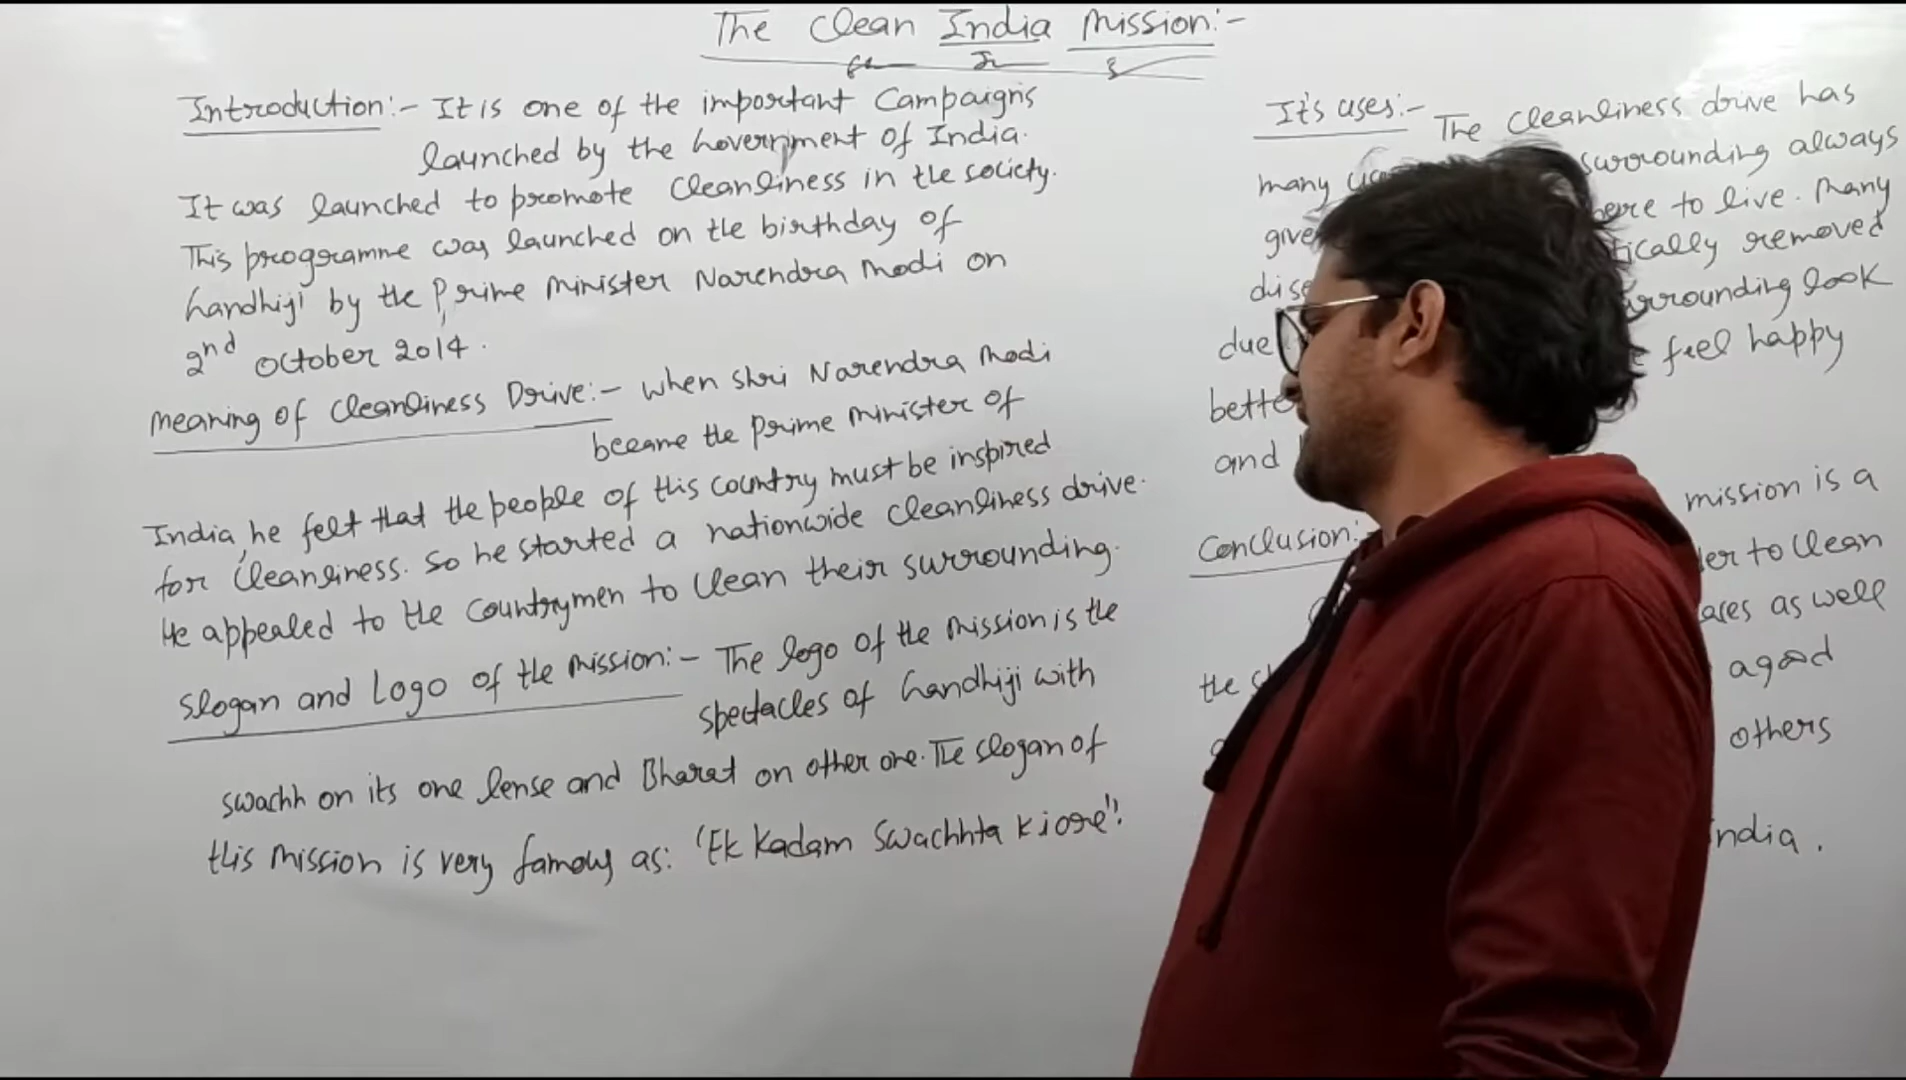 The Clean India Mission:-
Introduction:- It is one of the important Campaigns
launched by the Government of India.
It was launched to promote Cleanliness in the society.
This programme was launched on the birthday of
Gandhiji by the Prime Minister Narendra Modi on
2nd October 2014.
Meaning of Cleanliness Drive:- When Shri Narendra Modi
became the Prime Minister of
India, he felt that the people of this country must be inspired
for Cleanliness. So he started a nationwide cleanliness drive.
He appealed to the Countrymen to Clean their surrounding.
Slogan and Logo of the Mission:- The logo of the Mission is the
spectacles of Gandhiji with
swachh on its one lense and Bharat on other one. The slogan of
this Mission is very famous as: 'Ek Kadam Swachhta Ki ore".
It's uses:- The Cleanliness drive has
many surrounding always
to live. Many
removed
look
due feel happy
and
Conclusion:- mission is a
to Clean
as well
the a good
others
India.